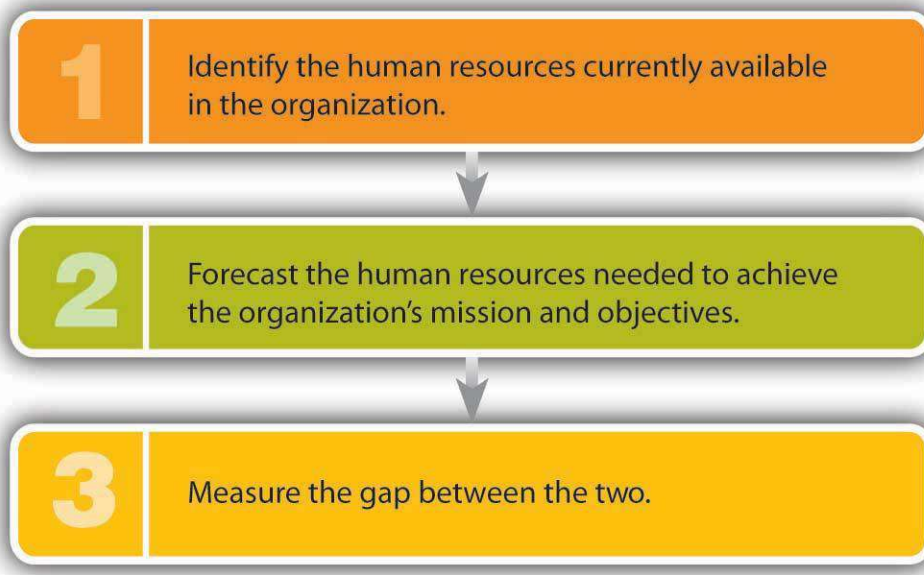 1
Identify the human resources currently available
in the organization.
2
Forecast the human resources needed to achieve
the organization’s mission and objectives.
3
Measure the gap between the two.